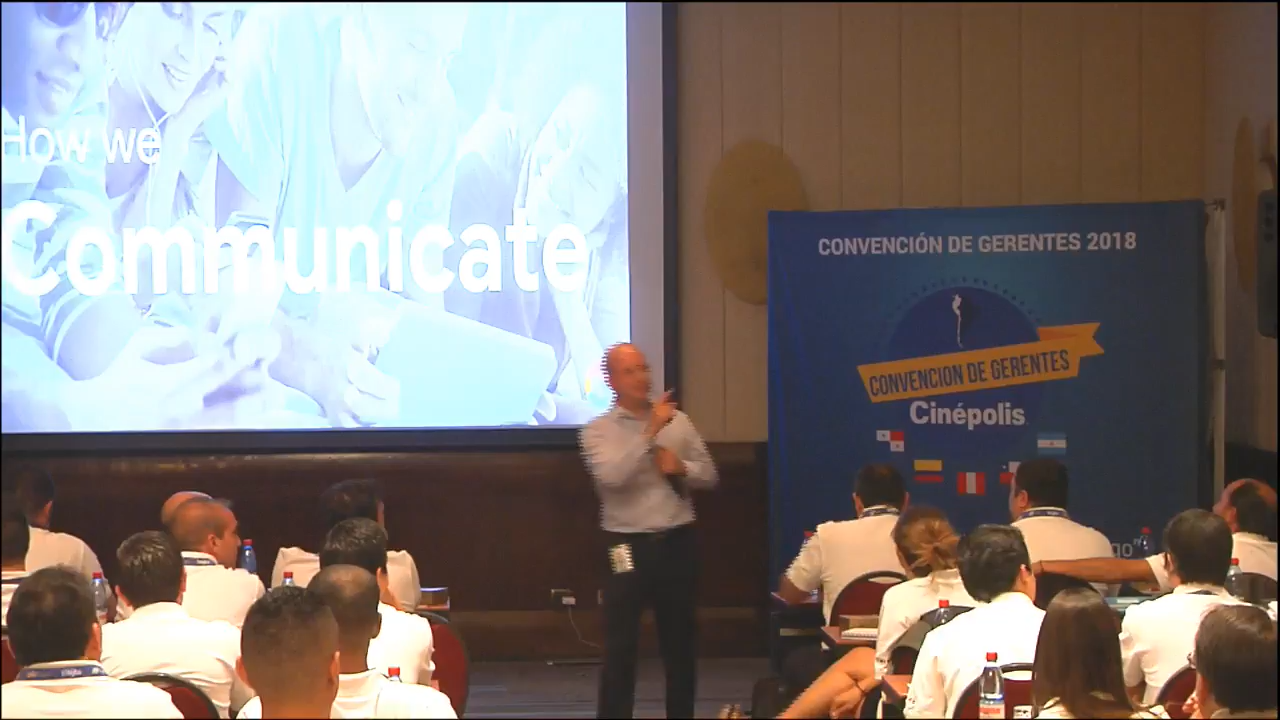 How we
Communicate
CONVENCIÓN DE GERENTES 2018
CONVENCION DE GERENTES
Cinépolis